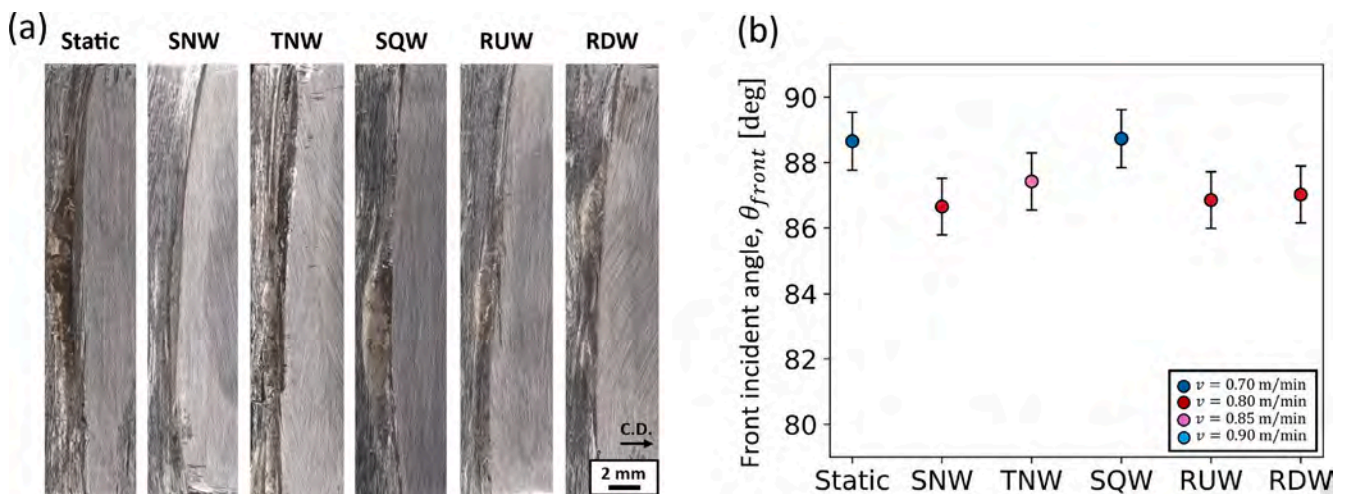 (a)
Static SNW TNW SQW RUW RDW
C.D.
2 mm
(b)
Front incident angle, θfront [deg]
90
88
86
84
82
80
v = 0.70 m/min
v = 0.80 m/min
v = 0.85 m/min
v = 0.90 m/min
Static SNW TNW SQW RUW RDW